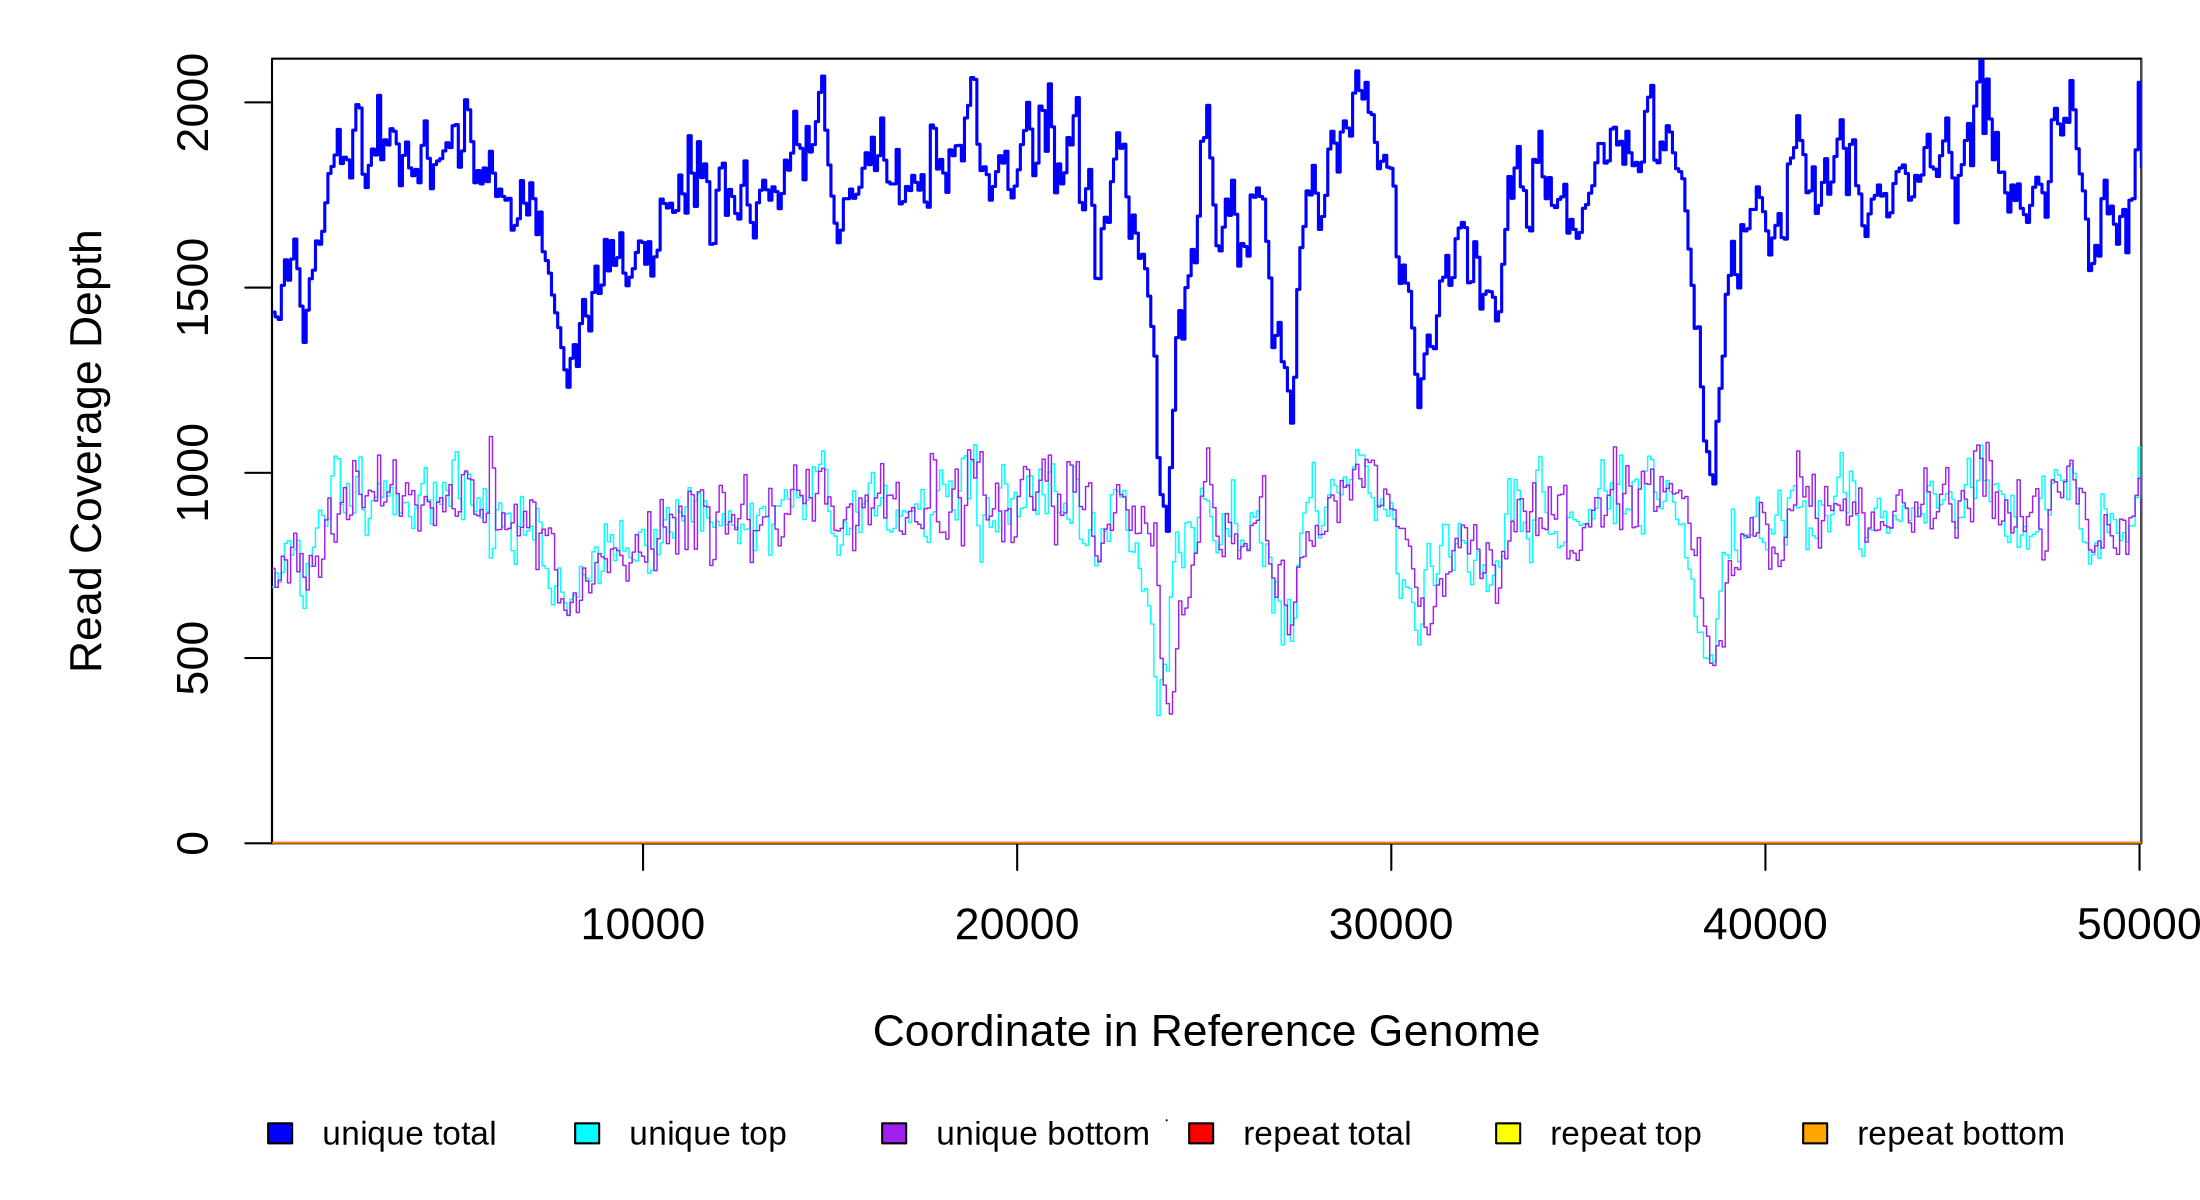 Read Coverage Depth
2000
1500
1000
500
0
10000 20000 30000 40000 50000
Coordinate in Reference Genome
unique total unique top unique bottom repeat total repeat top repeat bottom